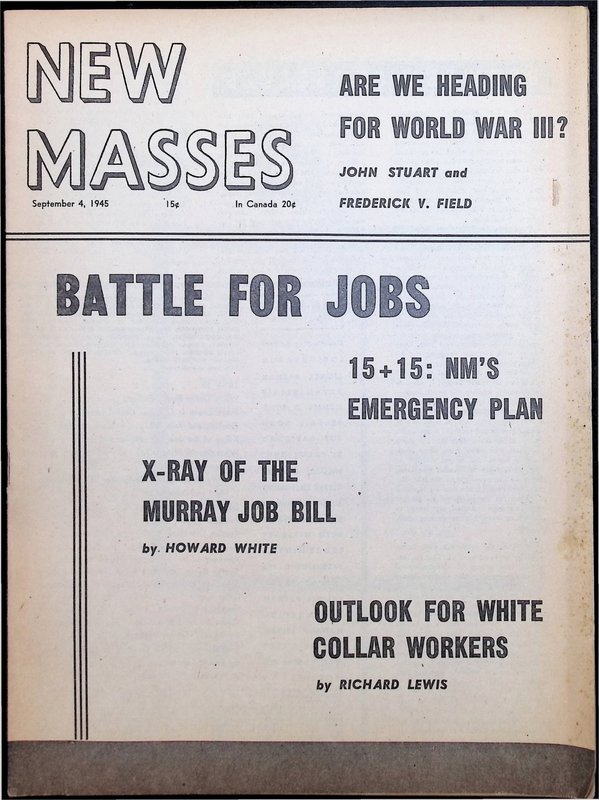 NEW
MASSES
September 4, 1945 15¢ In Canada 20¢
ARE WE HEADING
FOR WORLD WAR III?
JOHN STUART and
FREDERICK V. FIELD
BATTLE FOR JOBS
15+15: NM'S
EMERGENCY PLAN
X-RAY OF THE
MURRAY JOB BILL
by HOWARD WHITE
OUTLOOK FOR WHITE
COLLAR WORKERS
by RICHARD LEWIS